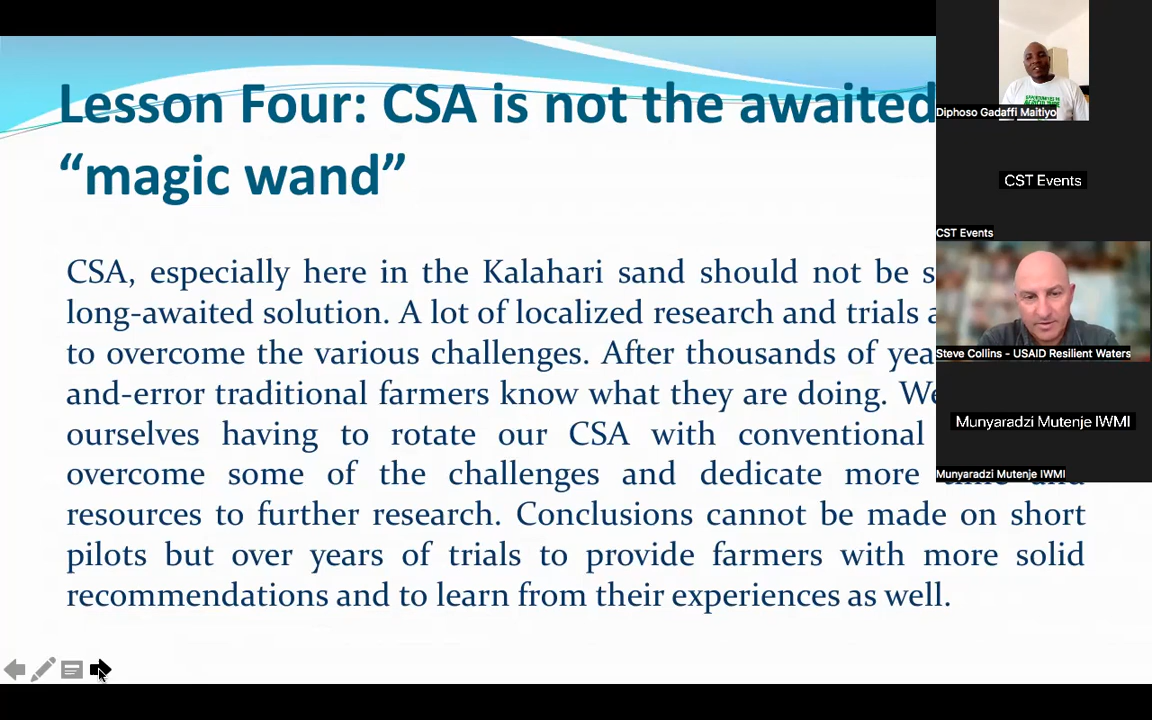 Lesson Four: CSA is not the awaited
“magic wand”
CSA, especially here in the Kalahari sand should not be
long-awaited solution. A lot of localized research and trials
to overcome the various challenges. After thousands of
and-error traditional farmers know what they are doing.
ourselves having to rotate our CSA with conventional
overcome some of the challenges and dedicate more time and
resources to further research. Conclusions cannot be made on short
pilots but over years of trials to provide farmers with more solid
recommendations and to learn from their experiences as well.
Diphoso Gadaffi Maitiyo
CST Events
CST Events
Steve Collins - USAID Resilient Waters
Munyaradzi Mutenje IWMI
Munyaradzi Mutenje IWMI